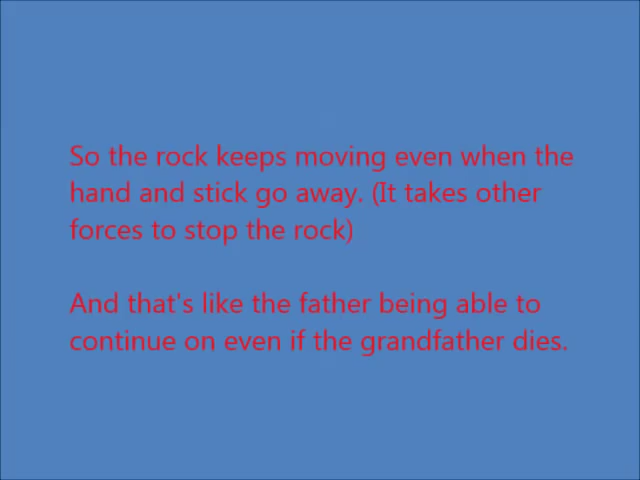 So the rock keeps moving even when the
hand and stick go away. (It takes other
forces to stop the rock)
And that's like the father being able to
continue on even if the grandfather dies.